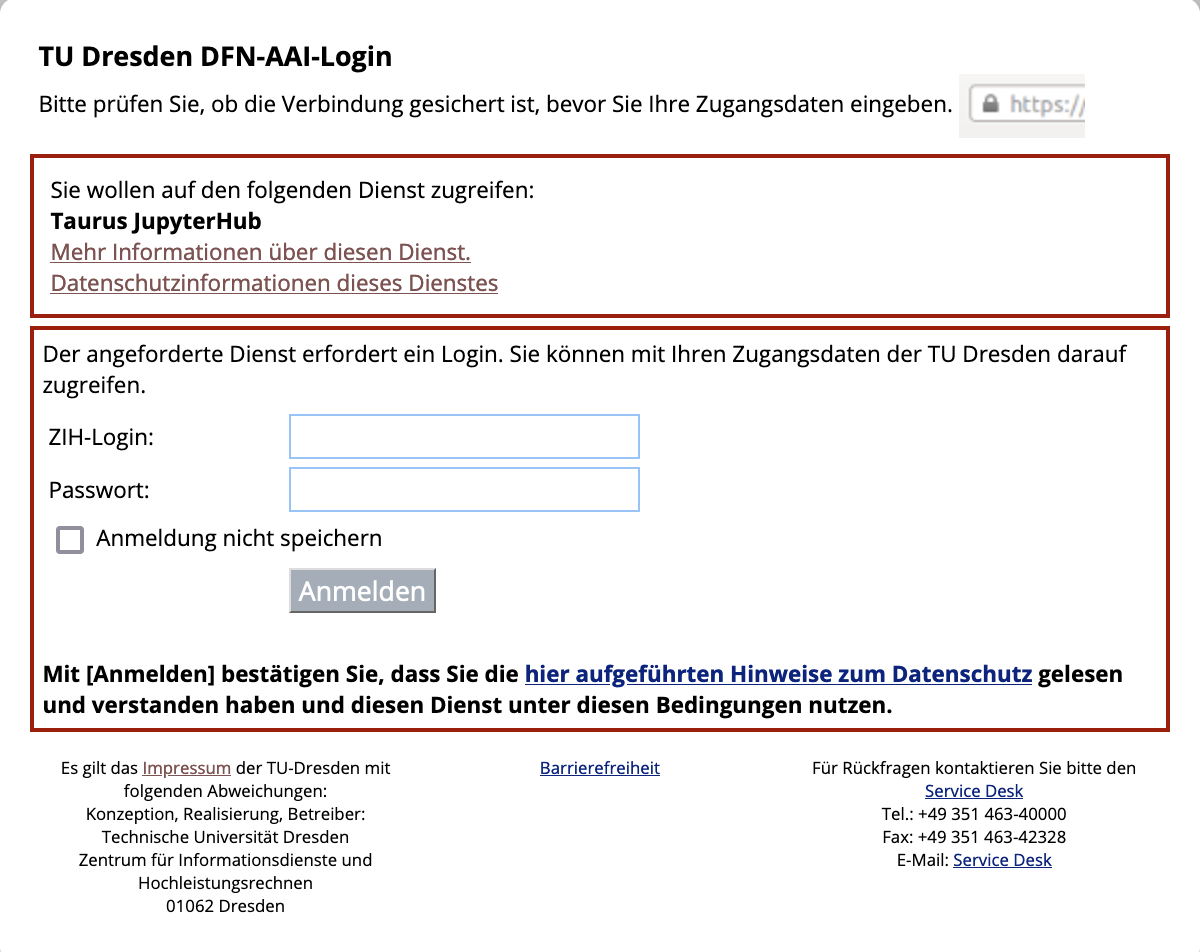 TU Dresden DFN-AAI-Login
Bitte prüfen Sie, ob die Verbindung gesichert ist, bevor Sie Ihre Zugangsdaten eingeben.
https://
Sie wollen auf den folgenden Dienst zugreifen:
Taurus JupyterHub
Mehr Informationen über diesen Dienst.
Datenschutzinformationen dieses Dienstes
Der angeforderte Dienst erfordert ein Login. Sie können mit Ihren Zugangsdaten der TU Dresden darauf
zugreifen.
ZIH-Login:
Passwort:
Anmeldung nicht speichern
Anmelden
Mit [Anmelden] bestätigen Sie, dass Sie die hier aufgeführten Hinweise zum Datenschutz gelesen
und verstanden haben und diesen Dienst unter diesen Bedingungen nutzen.
Es gilt das Impressum der TU-Dresden mit
folgenden Abweichungen:
Konzeption, Realisierung, Betreiber:
Technische Universität Dresden
Zentrum für Informationsdienste und
Hochleistungsrechnen
01062 Dresden
Barrierefreiheit
Für Rückfragen kontaktieren Sie bitte den
Service Desk
Tel.: +49 351 463-40000
Fax: +49 351 463-42328
E-Mail: Service Desk